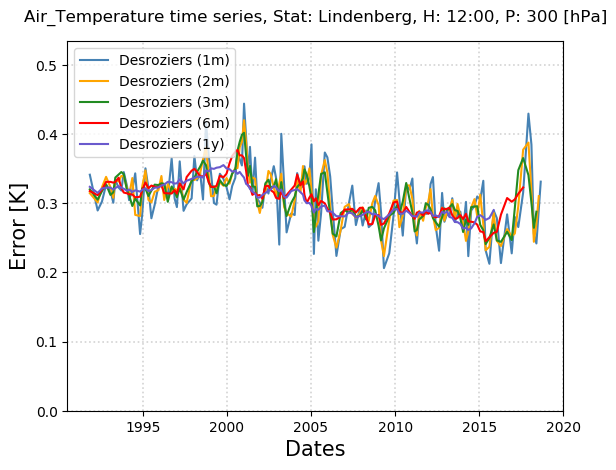 Air_Temperature time series, Stat: Lindenberg, H: 12:00, P: 300 [hPa]
Desroziers (1m)
Desroziers (2m)
Desroziers (3m)
Desroziers (6m)
Desroziers (1y)
Error [K]
0.5
0.4
0.3
0.2
0.1
0.0
1995 2000 2005 2010 2015 2020
Dates